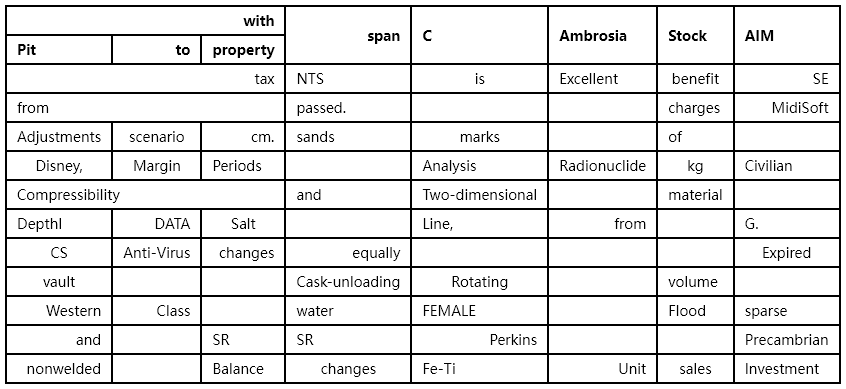 with span C Ambrosia Stock AIM
Pit to property
tax NTS is Excellent benefit SE
from passed. charges MidiSoft
Adjustments scenario cm. sands marks of
Disney, Margin Periods Analysis Radionuclide kg Civilian
Compressibility and Two-dimensional material
DepthI DATA Salt Line, from G.
CS Anti-Virus changes equally Expired
vault Cask-unloading Rotating volume
Western Class water FEMALE Flood sparse
and SR SR Perkins Precambrian
nonwelded Balance changes Fe-Ti Unit sales Investment